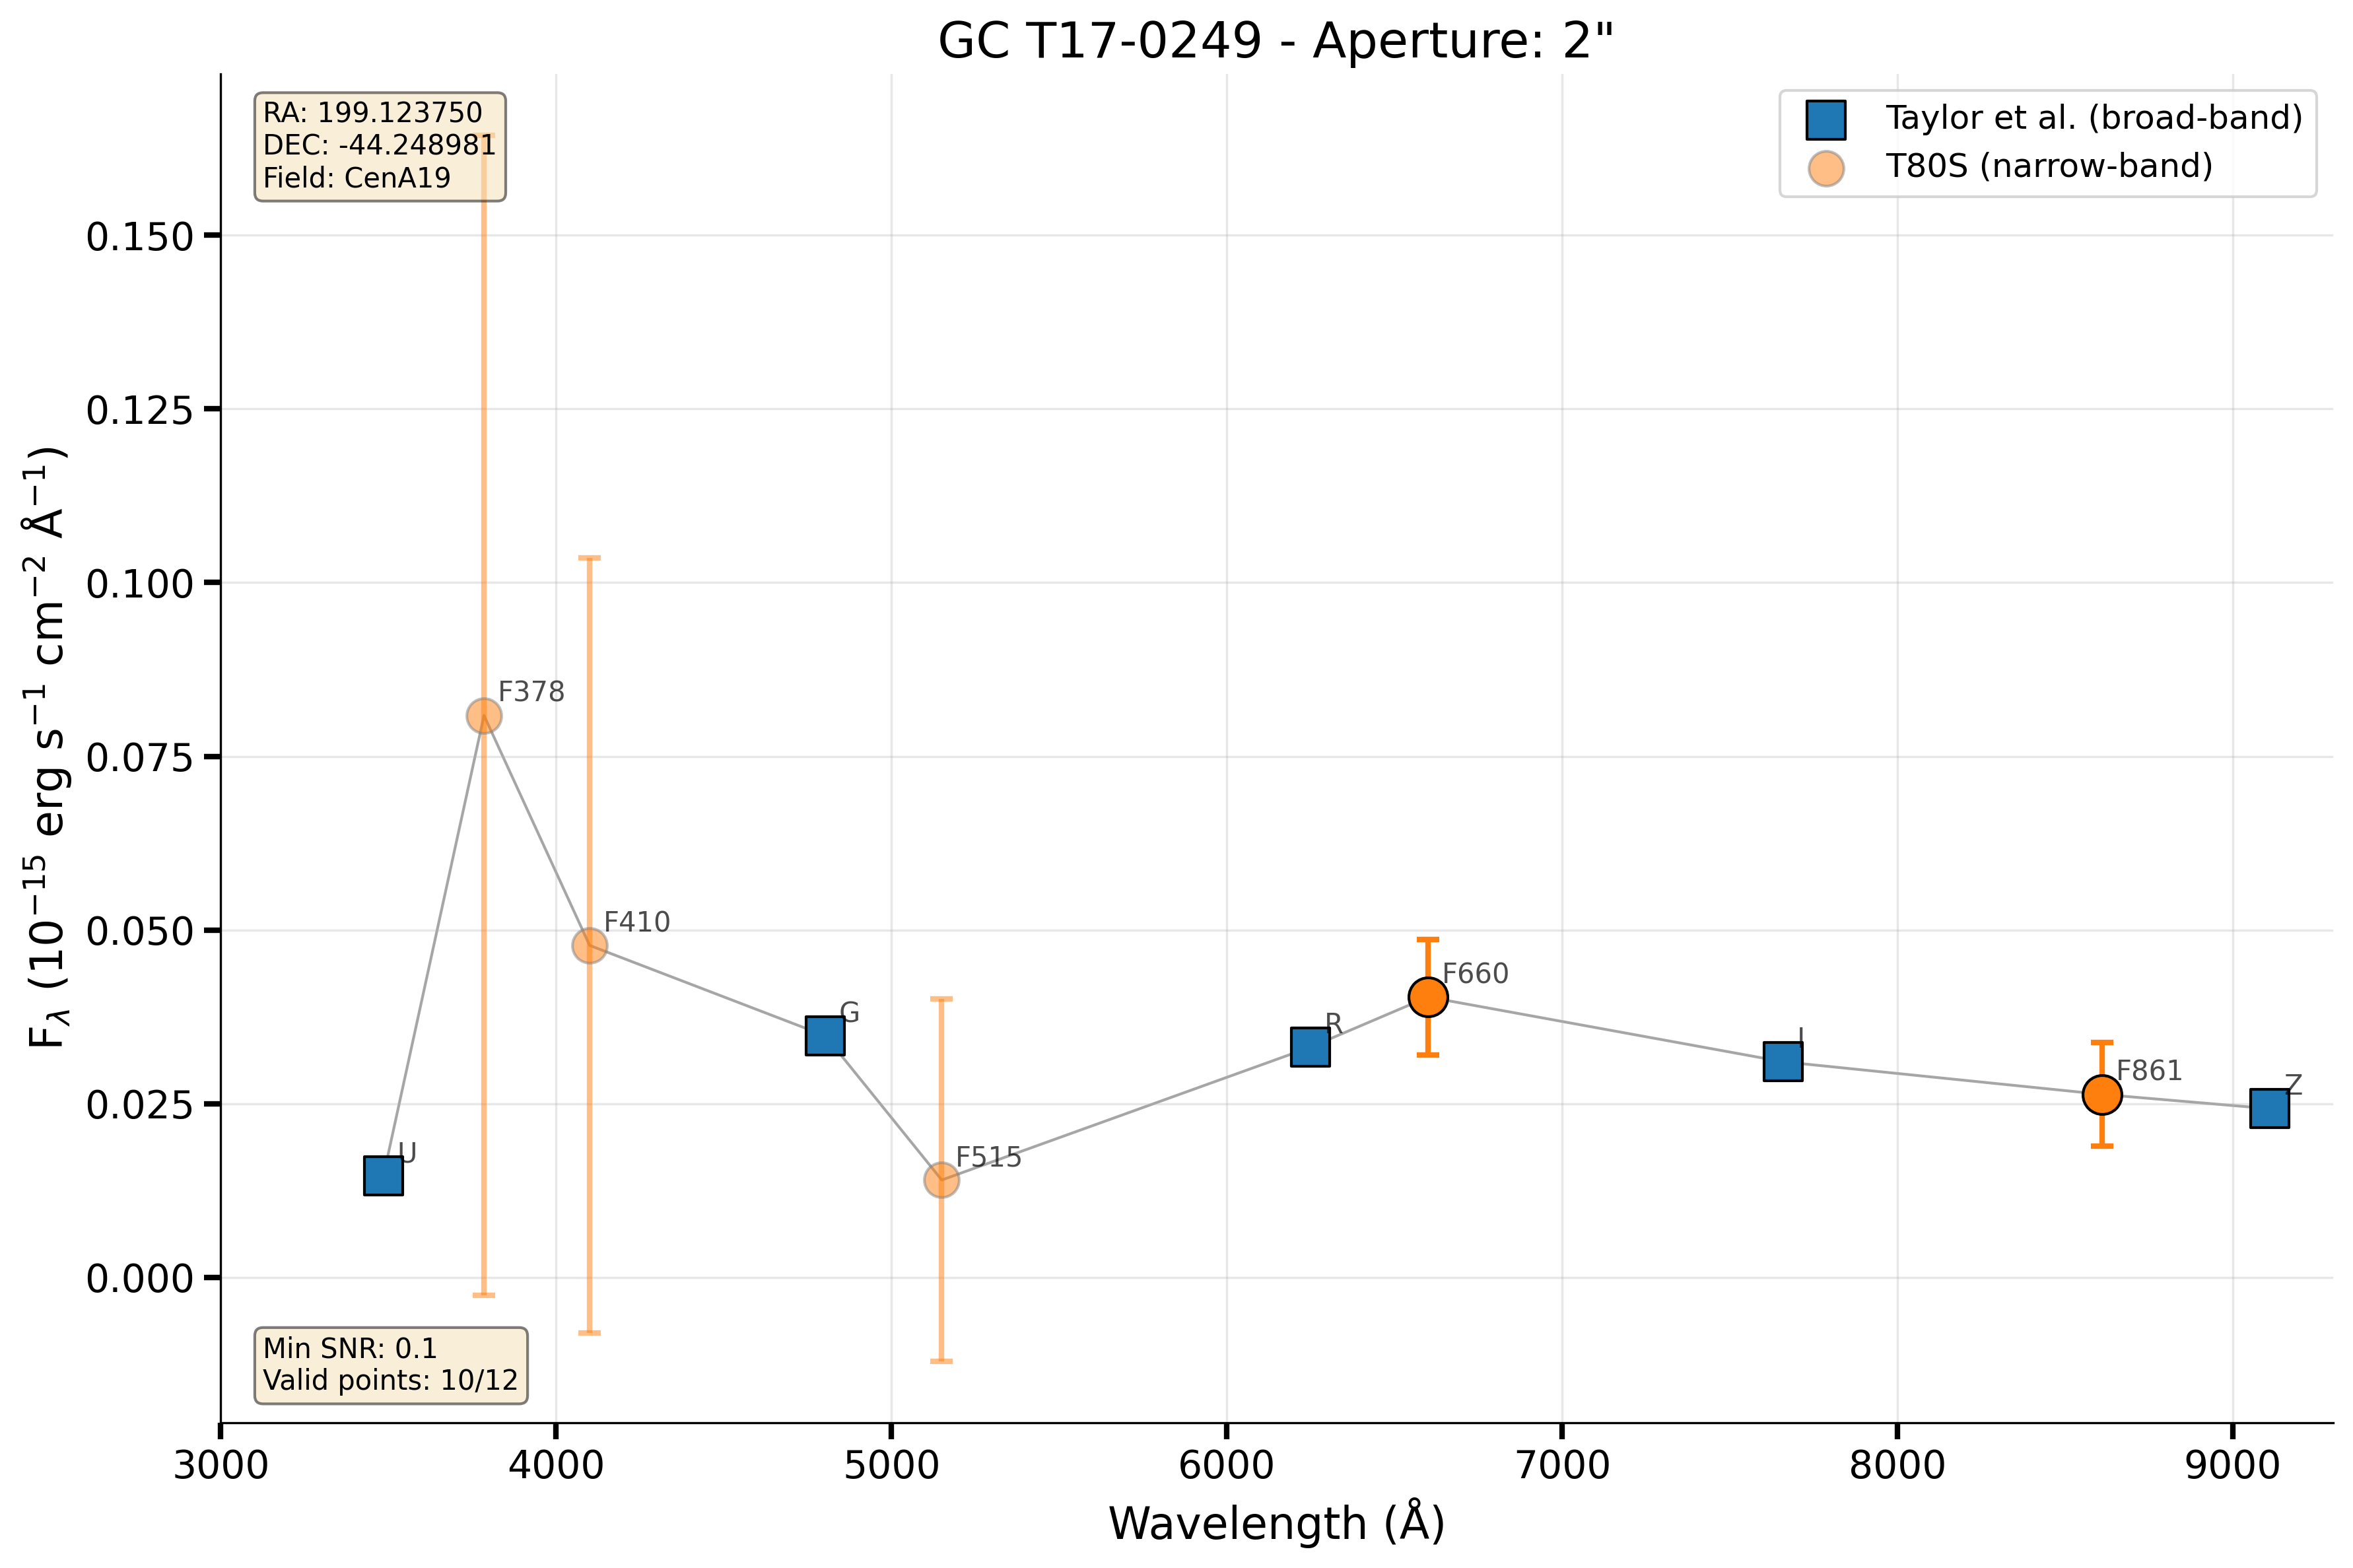 GC T17-0249 - Aperture: 2"
RA: 199.123750
DEC: -44.248981
Field: CenA19
Taylor et al. (broad-band)
T80S (narrow-band)
F_λ (10⁻¹⁵ erg s⁻¹ cm⁻² Å⁻¹)
0.150
0.125
0.100
0.075
0.050
0.025
0.000
U
F378
F410
G
F515
R
F660
I
F861
Z
Min SNR: 0.1
Valid points: 10/12
3000 4000 5000 6000 7000 8000 9000
Wavelength (Å)